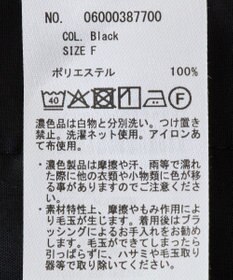 NO. 06000387700
COL. Black
SIZE F
ポリエステル 100%
40 F
濃色品は白物と分別洗い。つけ置き
禁止。洗濯ネット使用。アイロンあ
て布使用。
・濃色製品は摩擦や汗、雨等で濡れ
た際に他の衣類や小物類に色が移
る事がありますのでご注意くださ
い。
・素材特性上、摩擦やもみ作用によ
り毛玉が生じます。着用後はブラ
ッシングによるお手入れをお勧め
します。毛玉ができてしまったら
引っぱらずに、ハサミや毛玉取り
器等で取り除いてください。